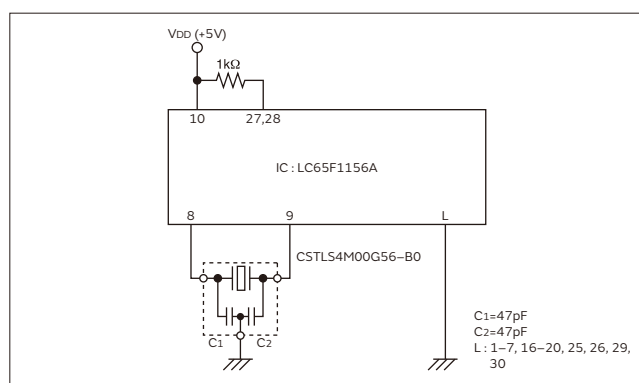 VDD (+5V)
1kΩ
10
27,28
IC : LC65F1156A
8
9
L
CSTLS4M00G56–B0
C1
C2
C1=47pF
C2=47pF
L : 1–7, 16–20, 25, 26, 29,
30